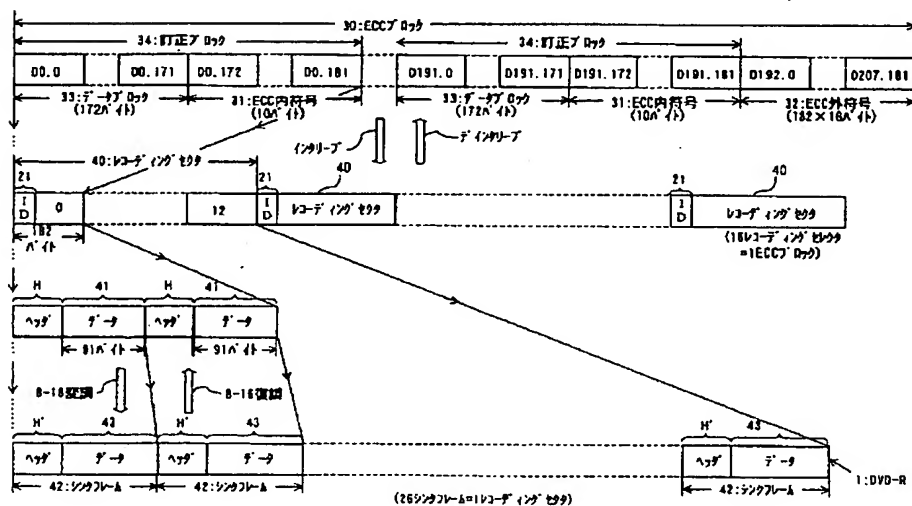 30:ECCブロック
34:訂正ブロック
34:訂正ブロック
D0.0
D0.171
D0.172
D0.181
D191.0
D191.171
D191.172
D191.181
D192.0
D207.181
33:データブロック
(172バイト)
31:ECC内符号
(10バイト)
33:データブロック
(172バイト)
31:ECC内符号
(10バイト)
32:ECC外符号
(182×16バイト)
インタリーブ
デインタリーブ
40:レコーディングセクタ
21
21
40
21
40
ID
0
12
ID
レコーディングセクタ
ID
レコーディングセクタ
182
バイト
(16レコーディングセレクタ
=1ECCブロック)
H
41
H
41
ヘッダ
データ
ヘッダ
データ
91バイト
91バイト
8-16変調
8-16復調
H'
43
H'
43
H'
43
ヘッダ
データ
ヘッダ
データ
ヘッダ
データ
42:シンクフレーム
42:シンクフレーム
42:シンクフレーム
1:DVD-R
(26シンクフレーム=1レコーディングセクタ)